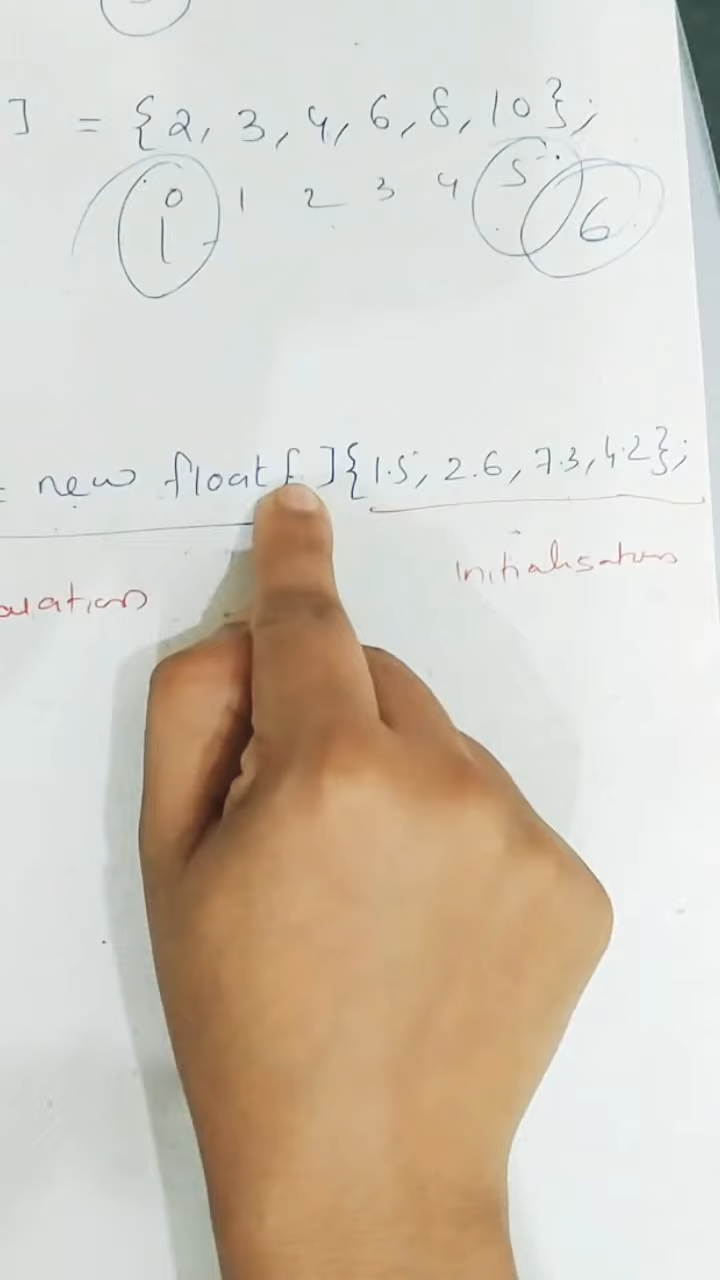 ] = {2, 3, 4, 6, 8, 10};
0 1 2 3 4 5
1 6
= new float[ ]{1.5, 2.6, 7.3, 4.2};
Initialisation
aration